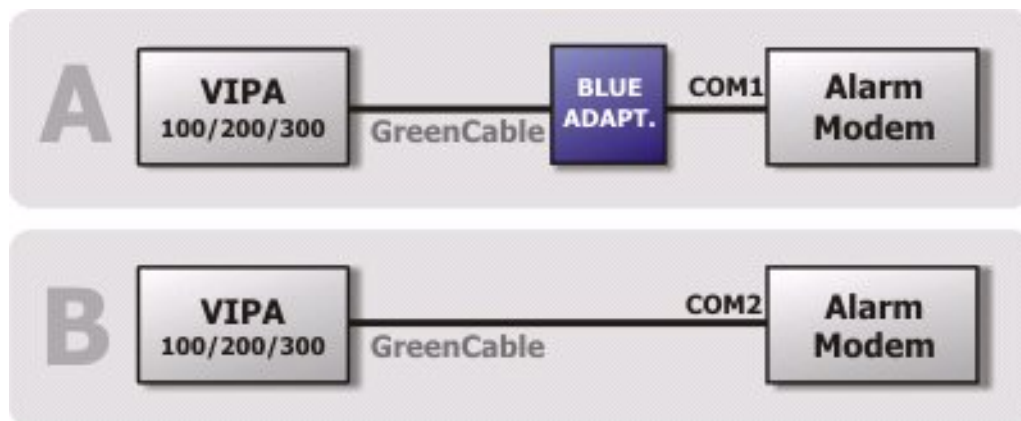 A
VIPA
100/200/300
GreenCable
BLUE
ADAPT.
COM1
Alarm
Modem
B
VIPA
100/200/300
GreenCable
COM2
Alarm
Modem